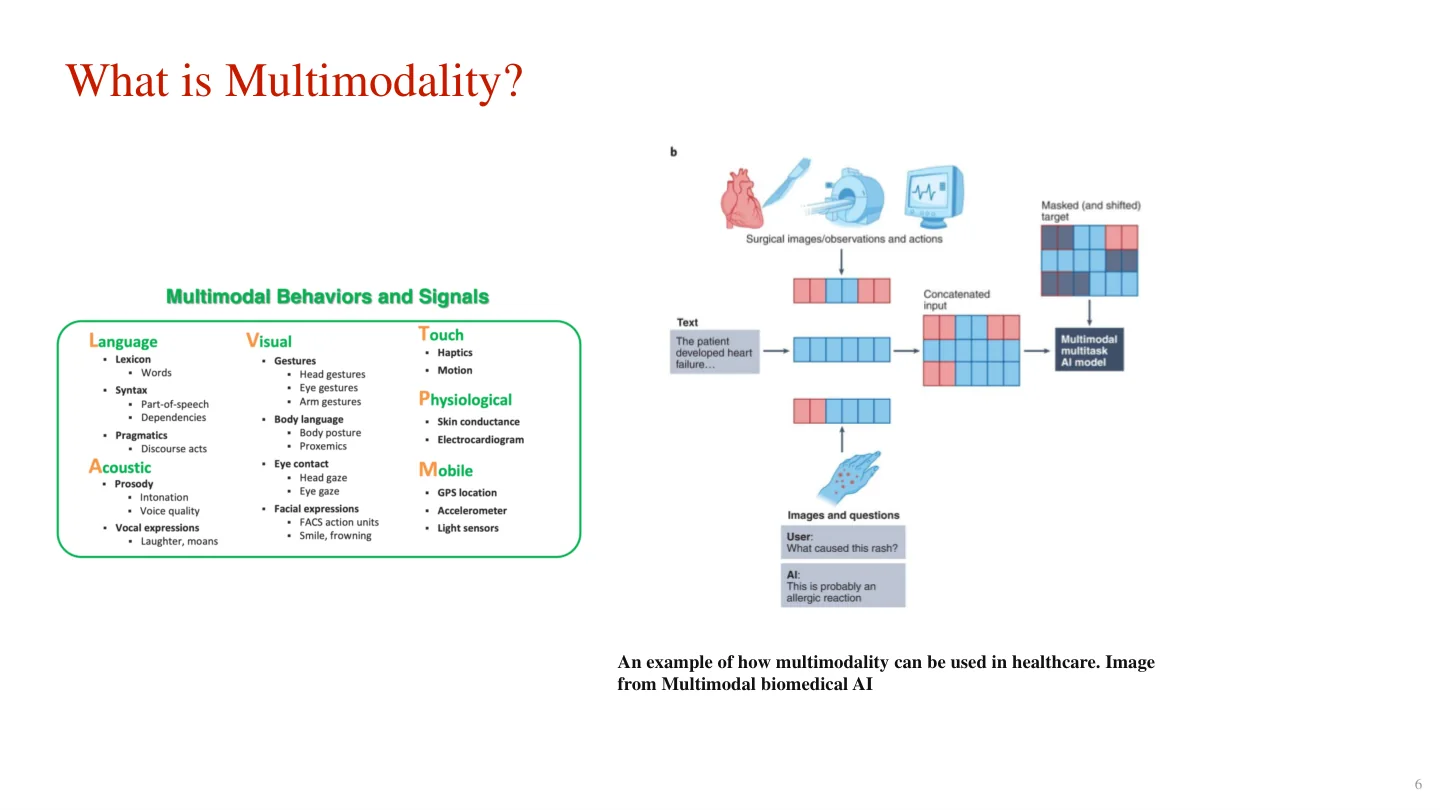 What is Multimodality?
Multimodal Behaviors and Signals
Language
▪ Lexicon
▪ Words
▪ Syntax
▪ Part-of-speech
▪ Dependencies
▪ Pragmatics
▪ Discourse acts
Acoustic
▪ Prosody
▪ Intonation
▪ Voice quality
▪ Vocal expressions
▪ Laughter, moans
Visual
▪ Gestures
▪ Head gestures
▪ Eye gestures
▪ Arm gestures
▪ Body language
▪ Body posture
▪ Proxemics
▪ Eye contact
▪ Head gaze
▪ Eye gaze
▪ Facial expressions
▪ FACS action units
▪ Smile, frowning
Touch
▪ Haptics
▪ Motion
Physiological
▪ Skin conductance
▪ Electrocardiogram
Mobile
▪ GPS location
▪ Accelerometer
▪ Light sensors
b
Surgical images/observations and actions
Text
The patient
developed heart
failure...
Concatenated
input
Masked (and shifted)
target
Multimodal
multitask
AI model
Images and questions
User:
What caused this rash?
AI:
This is probably an
allergic reaction
An example of how multimodality can be used in healthcare. Image
from Multimodal biomedical AI
6